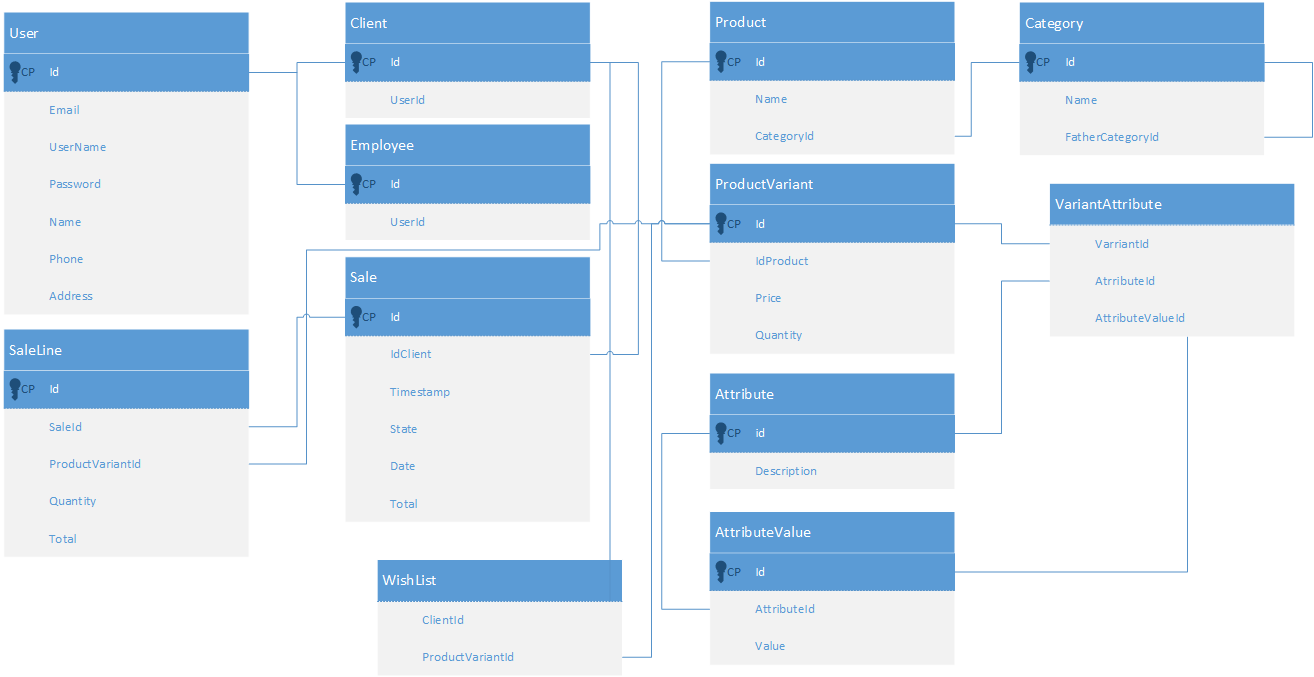 User
CP Id
Email
UserName
Password
Name
Phone
Address
SaleLine
CP Id
SaleId
ProductVariantId
Quantity
Total
Client
CP Id
UserId
Employee
CP Id
UserId
Sale
CP Id
IdClient
Timestamp
State
Date
Total
WishList
ClientId
ProductVariantId
Product
CP Id
Name
CategoryId
ProductVariant
CP Id
IdProduct
Price
Quantity
Attribute
CP id
Description
AttributeValue
CP Id
AttributeId
Value
Category
CP Id
Name
FatherCategoryId
VariantAttribute
VarriantId
AtrributeId
AttributeValueId